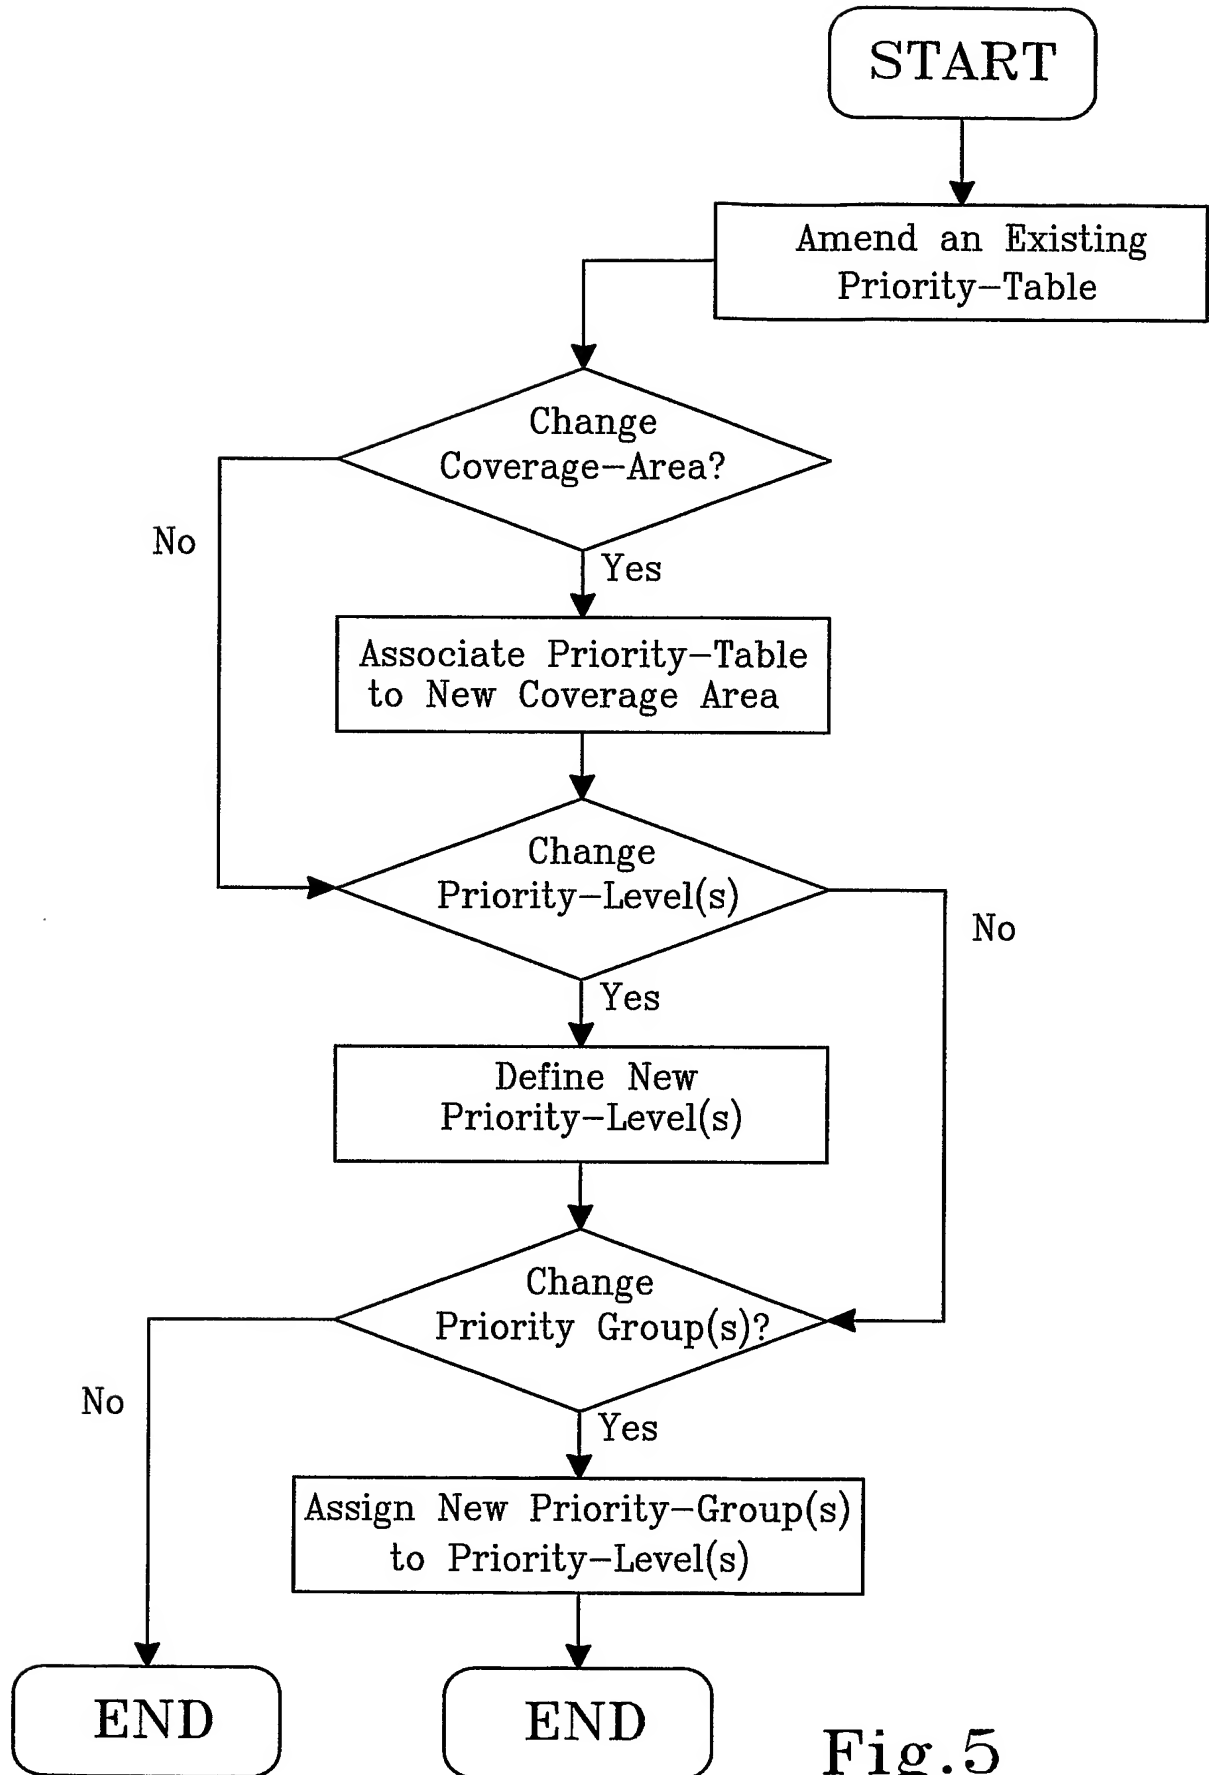 START
Amend an Existing
Priority-Table
Change
Coverage-Area?
No
Yes
Associate Priority-Table
to New Coverage Area
Change
Priority-Level(s)
No
Yes
Define New
Priority-Level(s)
Change
Priority Group(s)?
No
Yes
Assign New Priority-Group(s)
to Priority-Level(s)
END
END
Fig.5